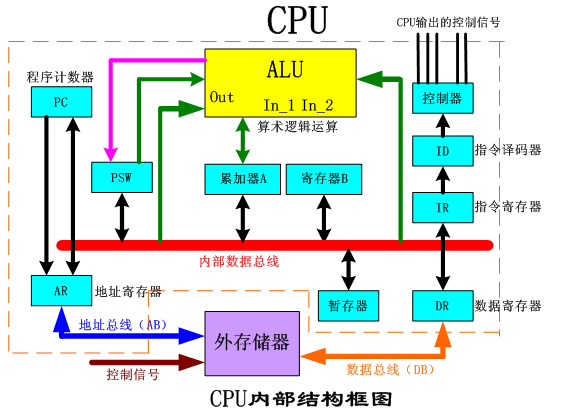 CPU
CPU输出的控制信号
程序计数器
PC
ALU
Out
In_1 In_2
算术逻辑运算
控制器
ID
指令译码器
PSW
累加器A
寄存器B
IR
指令寄存器
内部数据总线
AR
地址寄存器
暂存器
DR
数据寄存器
地址总线（AB）
外存储器
控制信号
数据总线（DB）
CPU内部结构框图